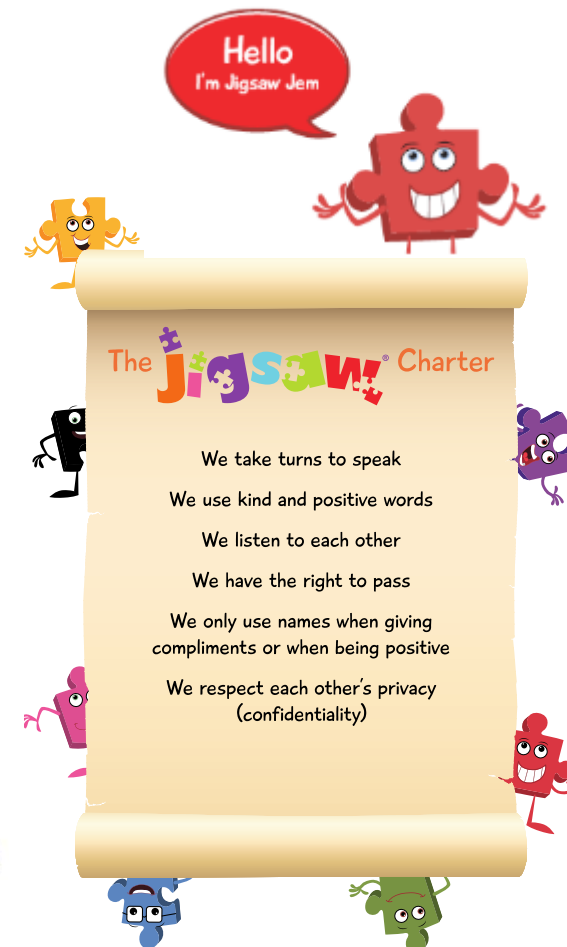 Hello
I'm Jigsaw Jem
The jigsaw® Charter
We take turns to speak
We use kind and positive words
We listen to each other
We have the right to pass
We only use names when giving
compliments or when being positive
We respect each other's privacy
(confidentiality)